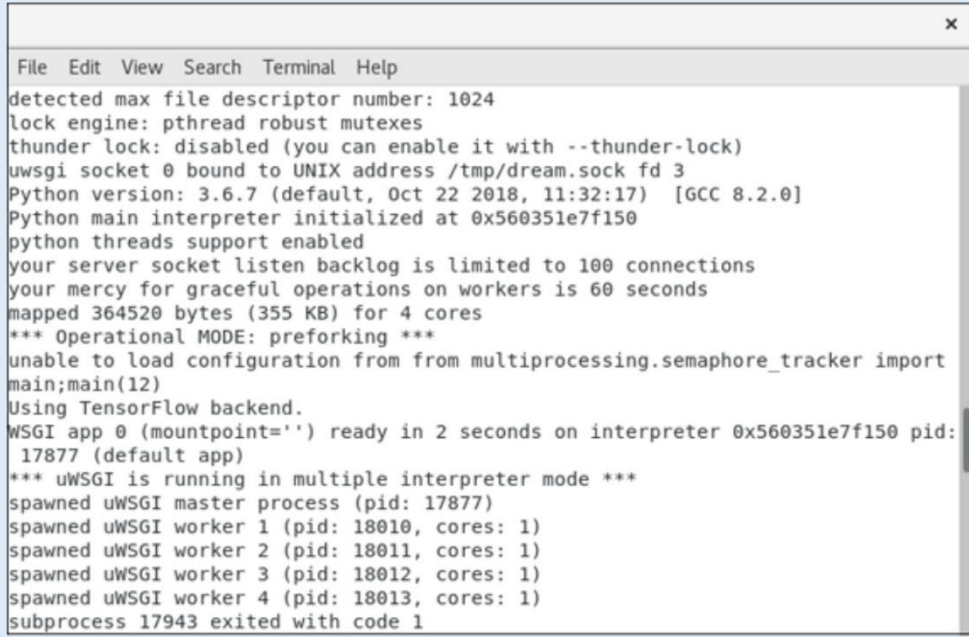 ×
File Edit View Search Terminal Help
detected max file descriptor number: 1024
lock engine: pthread robust mutexes
thunder lock: disabled (you can enable it with --thunder-lock)
uwsgi socket 0 bound to UNIX address /tmp/dream.sock fd 3
Python version: 3.6.7 (default, Oct 22 2018, 11:32:17)  [GCC 8.2.0]
Python main interpreter initialized at 0x560351e7f150
python threads support enabled
your server socket listen backlog is limited to 100 connections
your mercy for graceful operations on workers is 60 seconds
mapped 364520 bytes (355 KB) for 4 cores
*** Operational MODE: preforking ***
unable to load configuration from from multiprocessing.semaphore_tracker import
main;main(12)
Using TensorFlow backend.
WSGI app 0 (mountpoint='') ready in 2 seconds on interpreter 0x560351e7f150 pid:
 17877 (default app)
*** uWSGI is running in multiple interpreter mode ***
spawned uWSGI master process (pid: 17877)
spawned uWSGI worker 1 (pid: 18010, cores: 1)
spawned uWSGI worker 2 (pid: 18011, cores: 1)
spawned uWSGI worker 3 (pid: 18012, cores: 1)
spawned uWSGI worker 4 (pid: 18013, cores: 1)
subprocess 17943 exited with code 1